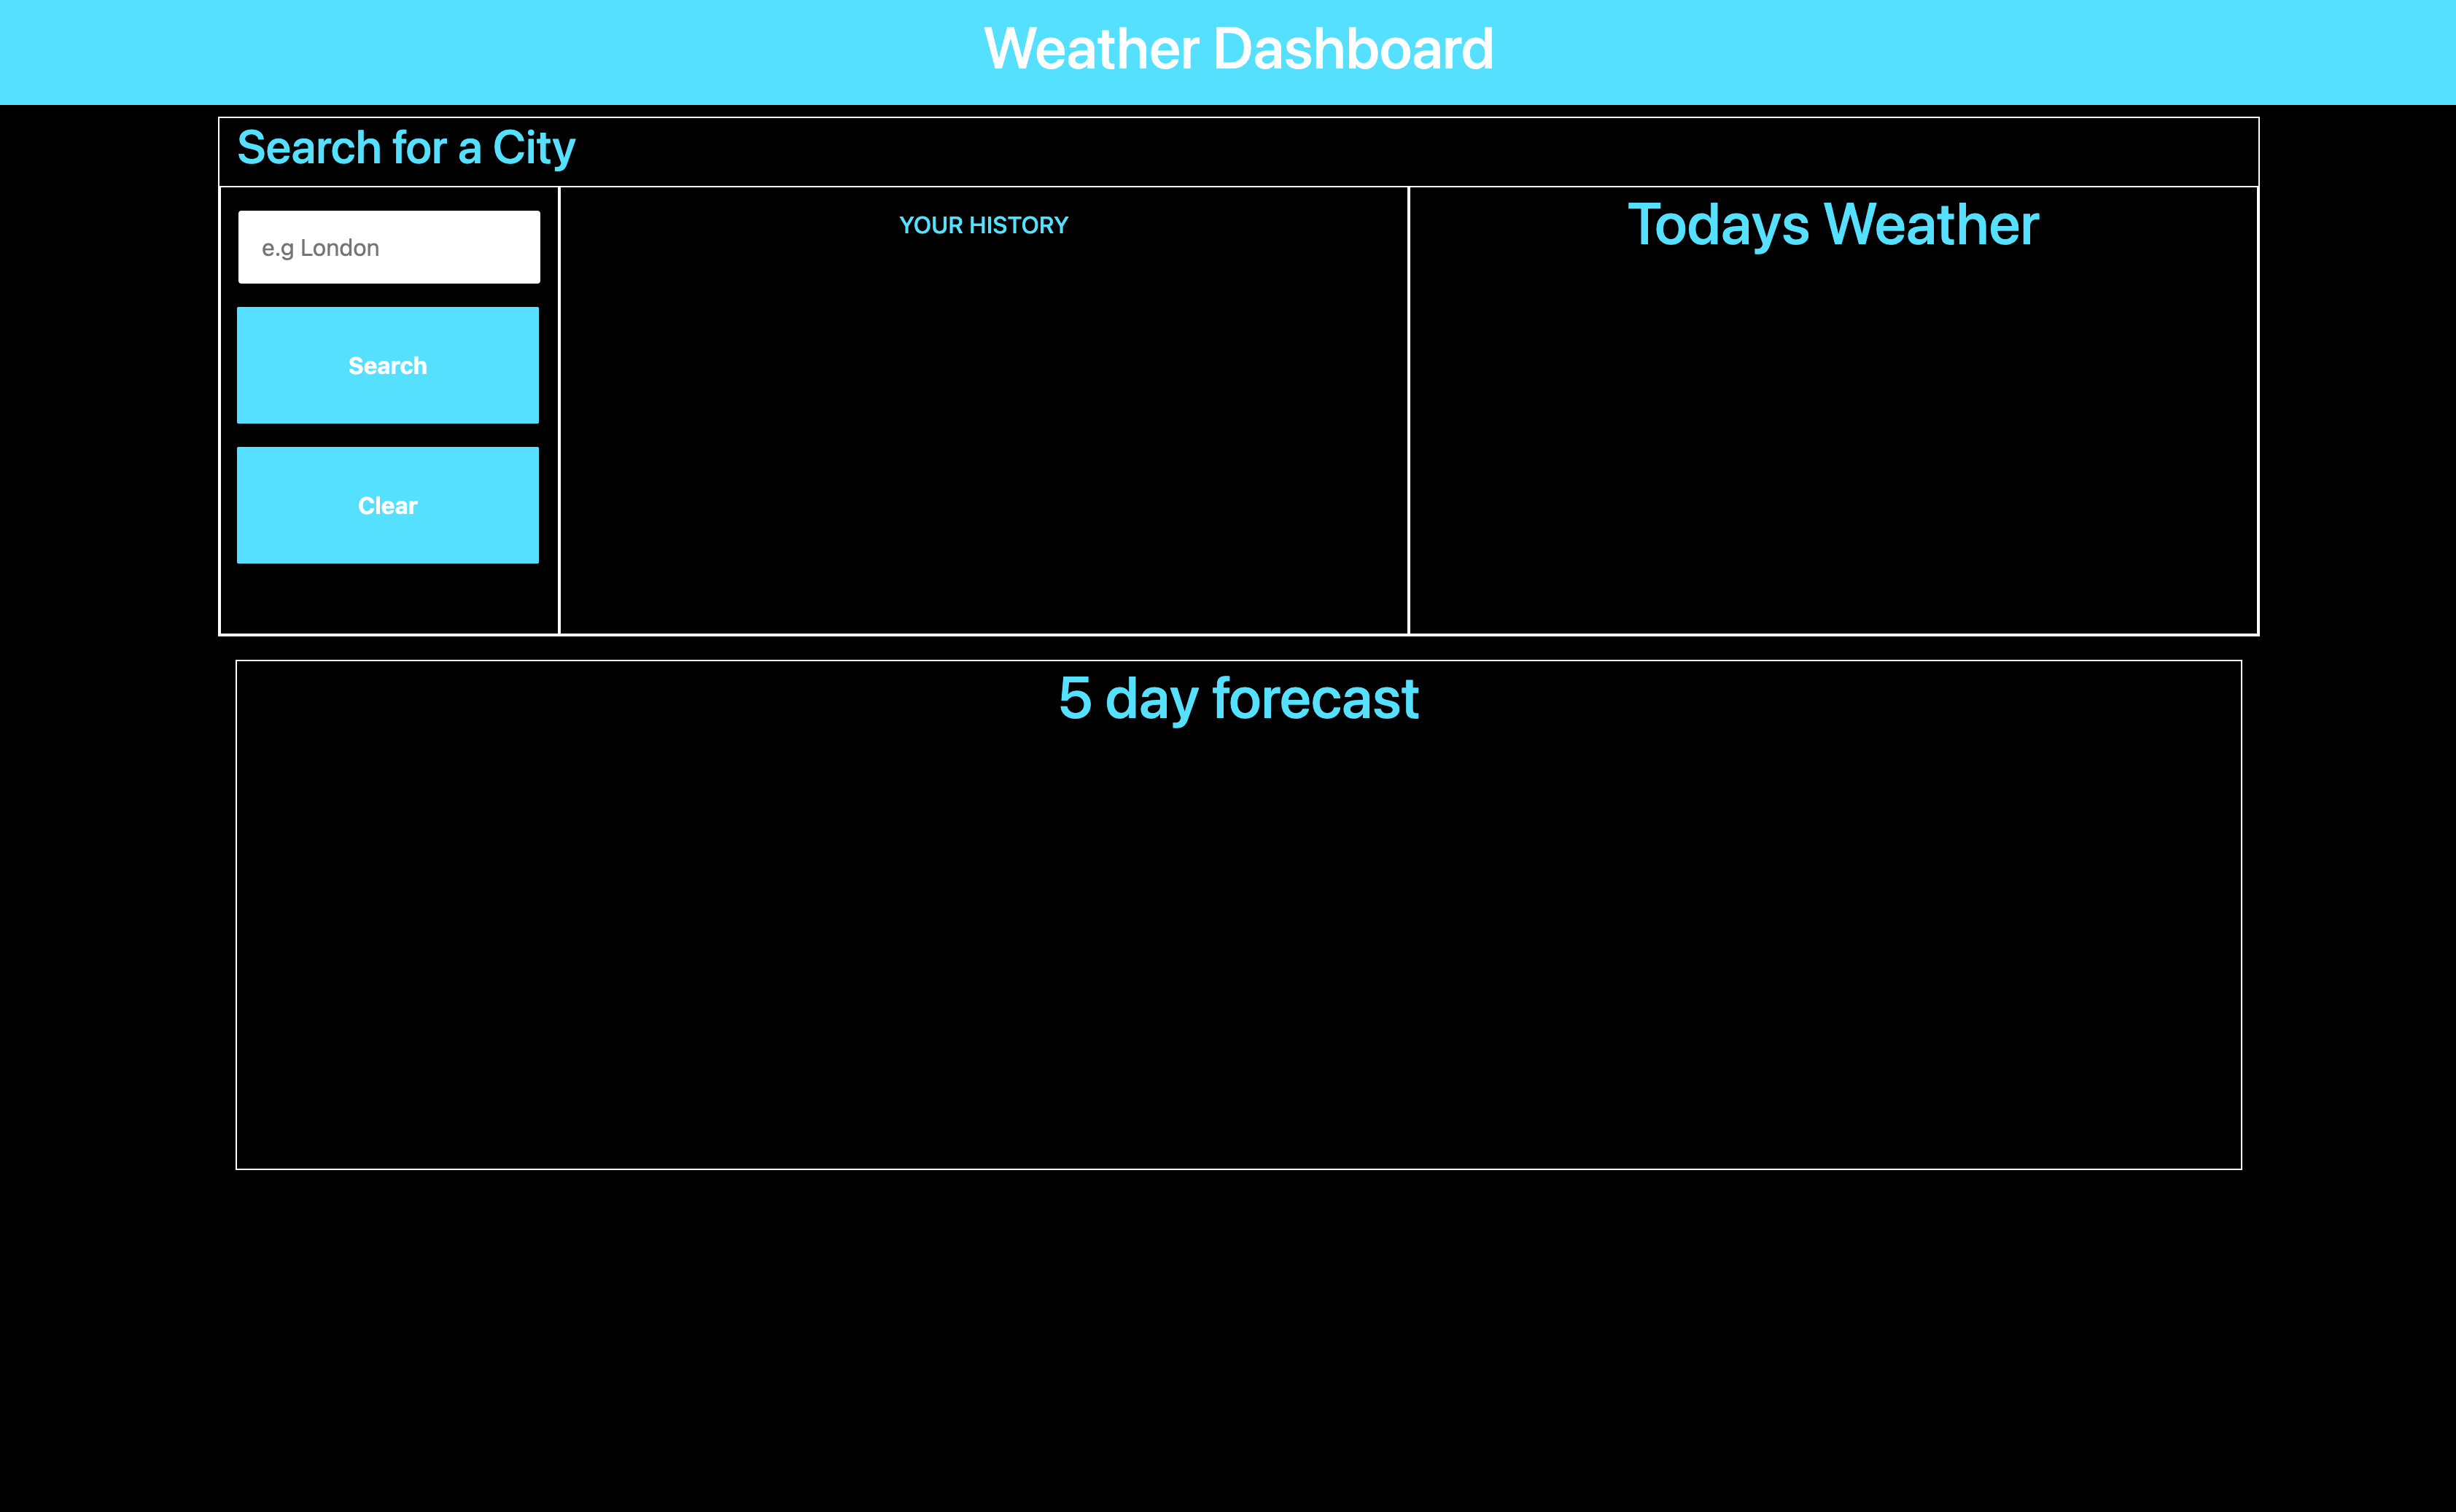 Weather Dashboard
Search for a City
e.g London
Search
Clear
YOUR HISTORY
Todays Weather
5 day forecast